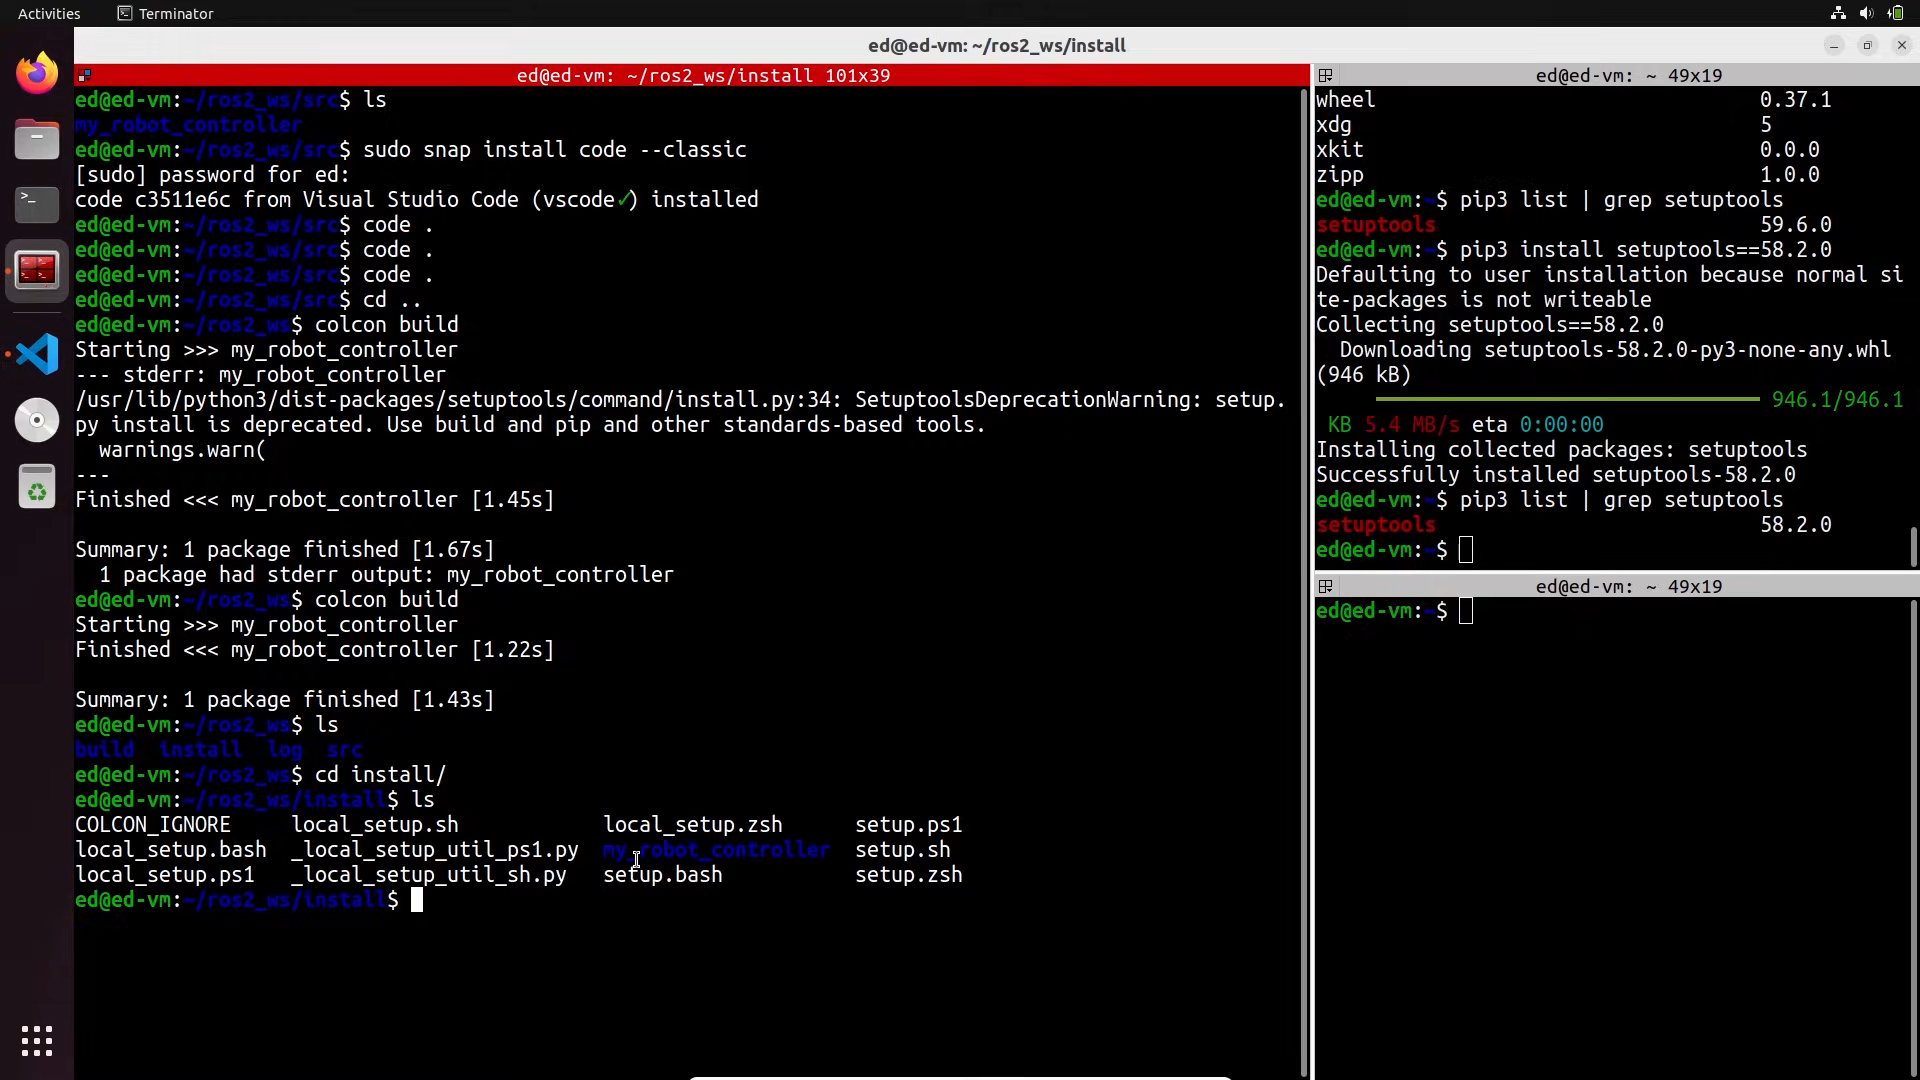 Activities
Terminator
ed@ed-vm: ~/ros2_ws/install
ed@ed-vm: ~/ros2_ws/install 101x39
ed@ed-vm:~/ros2_ws/src$ ls
my_robot_controller
ed@ed-vm:~/ros2_ws/src$ sudo snap install code --classic
[sudo] password for ed:
code c3511e6c from Visual Studio Code (vscode✓) installed
ed@ed-vm:~/ros2_ws/src$ code .
ed@ed-vm:~/ros2_ws/src$ code .
ed@ed-vm:~/ros2_ws/src$ code .
ed@ed-vm:~/ros2_ws/src$ cd ..
ed@ed-vm:~/ros2_ws$ colcon build
Starting >>> my_robot_controller
--- stderr: my_robot_controller
/usr/lib/python3/dist-packages/setuptools/command/install.py:34: SetuptoolsDeprecationWarning: setup.
py install is deprecated. Use build and pip and other standards-based tools.
  warnings.warn(
---
Finished <<< my_robot_controller [1.45s]
Summary: 1 package finished [1.67s]
  1 package had stderr output: my_robot_controller
ed@ed-vm:~/ros2_ws$ colcon build
Starting >>> my_robot_controller
Finished <<< my_robot_controller [1.22s]
Summary: 1 package finished [1.43s]
ed@ed-vm:~/ros2_ws$ ls
build  install  log  src
ed@ed-vm:~/ros2_ws$ cd install/
ed@ed-vm:~/ros2_ws/install$ ls
COLCON_IGNORE     local_setup.sh            local_setup.zsh      setup.ps1
local_setup.bash  _local_setup_util_ps1.py  my_robot_controller  setup.sh
local_setup.ps1   _local_setup_util_sh.py   setup.bash           setup.zsh
ed@ed-vm:~/ros2_ws/install$
ed@ed-vm: ~ 49x19
wheel                                0.37.1
xdg                                  5
xkit                                 0.0.0
zipp                                 1.0.0
ed@ed-vm:~$ pip3 list | grep setuptools
setuptools                           59.6.0
ed@ed-vm:~$ pip3 install setuptools==58.2.0
Defaulting to user installation because normal si
te-packages is not writeable
Collecting setuptools==58.2.0
  Downloading setuptools-58.2.0-py3-none-any.whl
(946 kB)
946.1/946.1
KB 5.4 MB/s eta 0:00:00
Installing collected packages: setuptools
Successfully installed setuptools-58.2.0
ed@ed-vm:~$ pip3 list | grep setuptools
setuptools                           58.2.0
ed@ed-vm:~$
ed@ed-vm: ~ 49x19
ed@ed-vm:~$